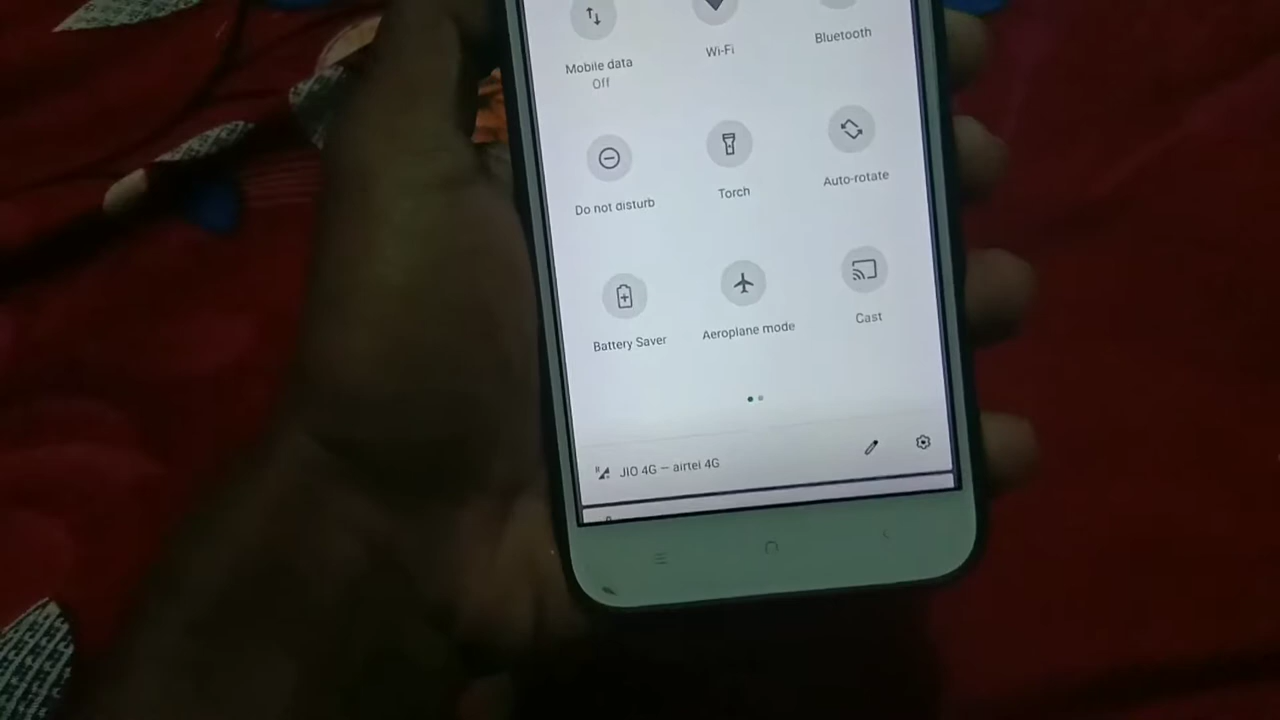 Mobile data
Off
Wi-Fi
Bluetooth
Do not disturb
Torch
Auto-rotate
Battery Saver
Aeroplane mode
Cast
R JIO 4G — airtel 4G